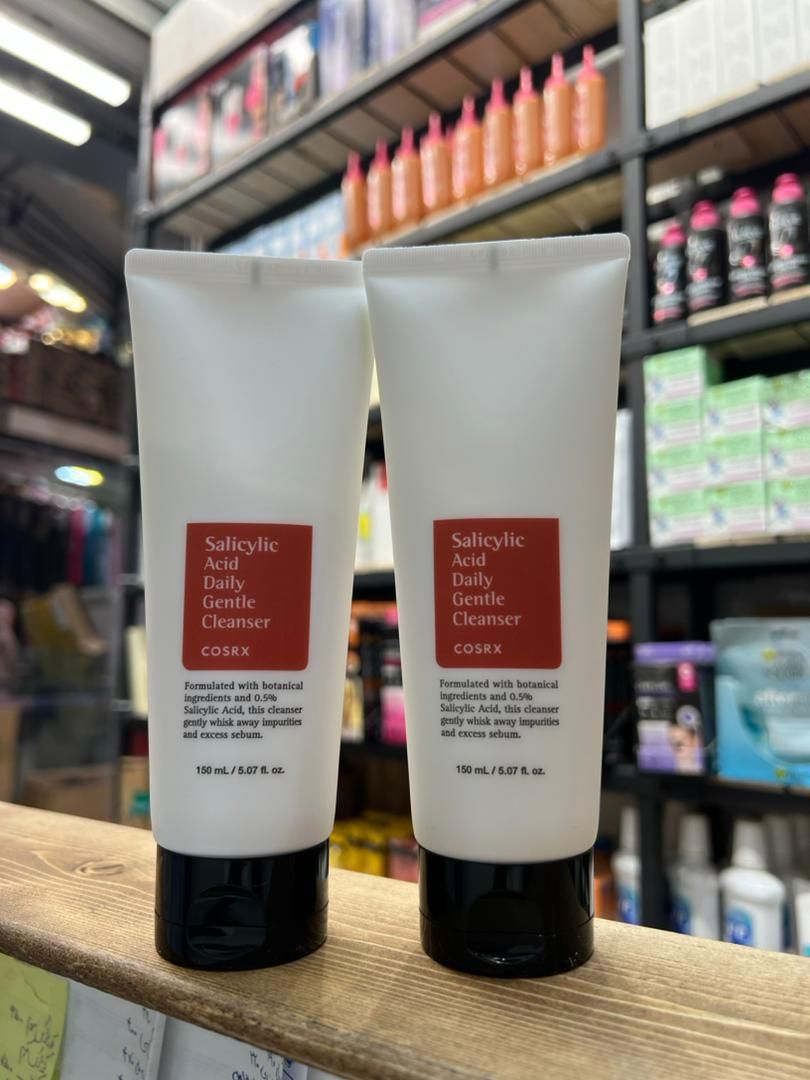 Salicylic
Acid
Daily
Gentle
Cleanser
COSRX
Formulated with botanical
ingredients and 0.5%
Salicylic Acid, this cleanser
gently whisk away impurities
and excess sebum.
150 mL / 5.07 fl. oz.
Salicylic
Acid
Daily
Gentle
Cleanser
COSRX
Formulated with botanical
ingredients and 0.5%
Salicylic Acid, this cleanser
gently whisk away impurities
and excess sebum.
150 mL / 5.07 fl. oz.